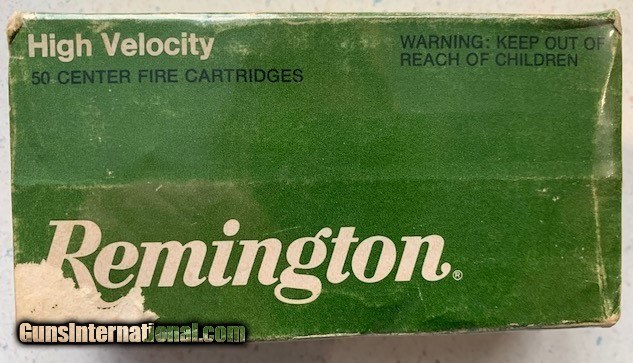 High Velocity
50 CENTER FIRE CARTRIDGES
WARNING: KEEP OUT OF
REACH OF CHILDREN
Remington®
GunsInternational.com